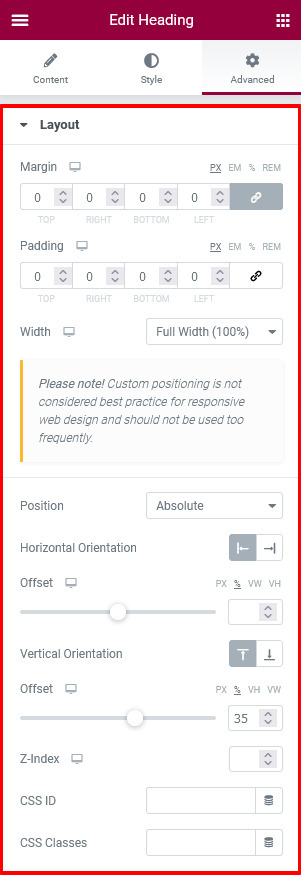 Edit Heading
Content Style Advanced
Layout
Margin PX EM % REM
0 0 0 0
TOP RIGHT BOTTOM LEFT
Padding PX EM % REM
0 0 0 0
TOP RIGHT BOTTOM LEFT
Width Full Width (100%)
Please note! Custom positioning is not
considered best practice for responsive
web design and should not be used too
frequently.
Position Absolute
Horizontal Orientation
Offset PX % VW VH
Vertical Orientation
Offset PX % VH VW
35
Z-Index
CSS ID
CSS Classes